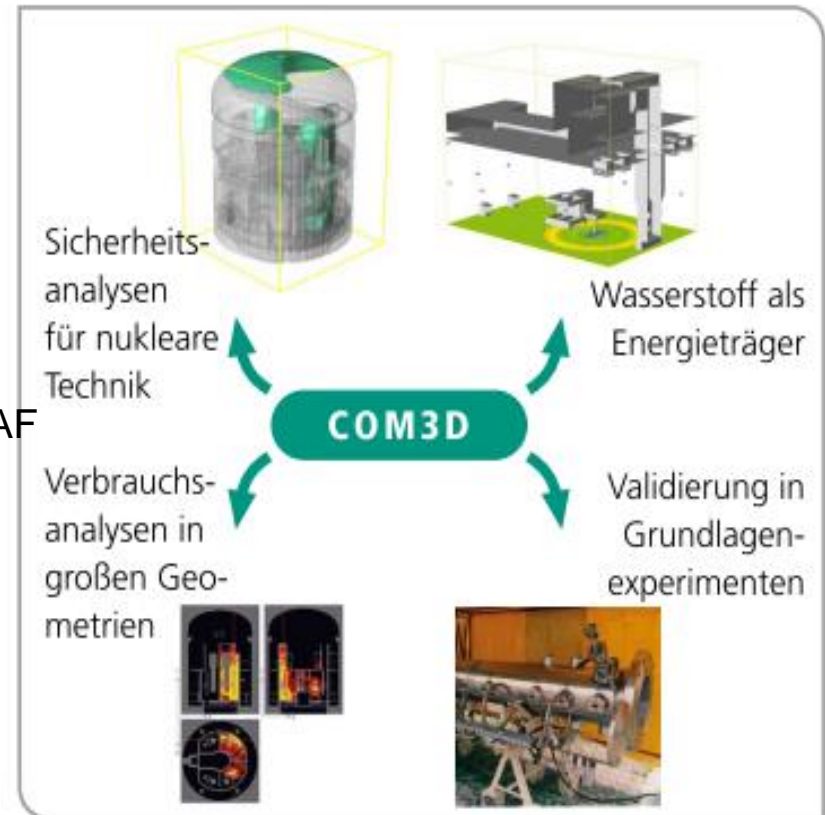 Sicherheits-
analysen
für nukleare
Technik
Wasserstoff als
Energieträger
AF
COM3D
Verbrauchs-
analysen in
großen Geo-
metrien
Validierung in
Grundlagen-
experimenten